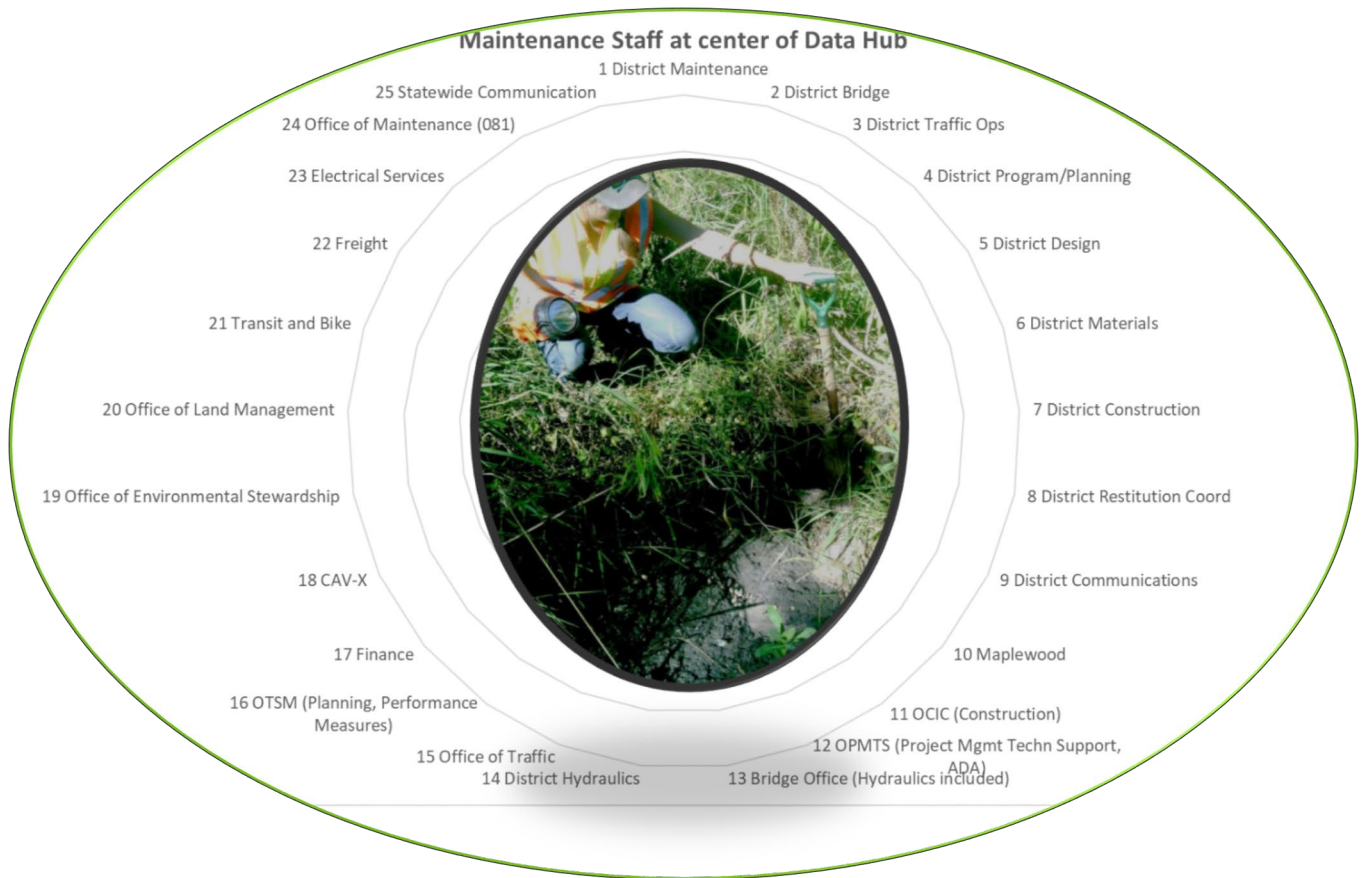 Maintenance Staff at center of Data Hub
1 District Maintenance
2 District Bridge
3 District Traffic Ops
4 District Program/Planning
5 District Design
6 District Materials
7 District Construction
8 District Restitution Coord
9 District Communications
10 Maplewood
11 OCIC (Construction)
12 OPMTS (Project Mgmt Techn Support,
ADA)
13 Bridge Office (Hydraulics included)
14 District Hydraulics
15 Office of Traffic
16 OTSM (Planning, Performance
Measures)
17 Finance
18 CAV-X
19 Office of Environmental Stewardship
20 Office of Land Management
21 Transit and Bike
22 Freight
23 Electrical Services
24 Office of Maintenance (081)
25 Statewide Communication